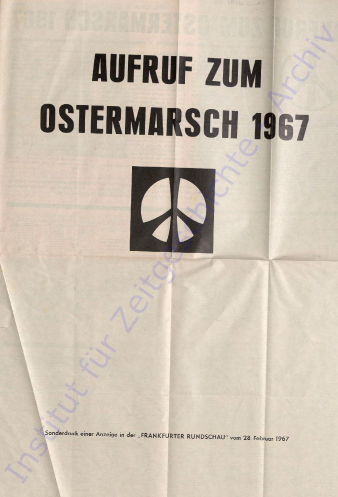 AUFRUF ZUM
OSTERMARSCH 1967
Sonderdruck einer Anzeige in der „FRANKFURTER RUNDSCHAU" vom 28. Februar 1967
Institut für Zeitgeschichte - Archiv